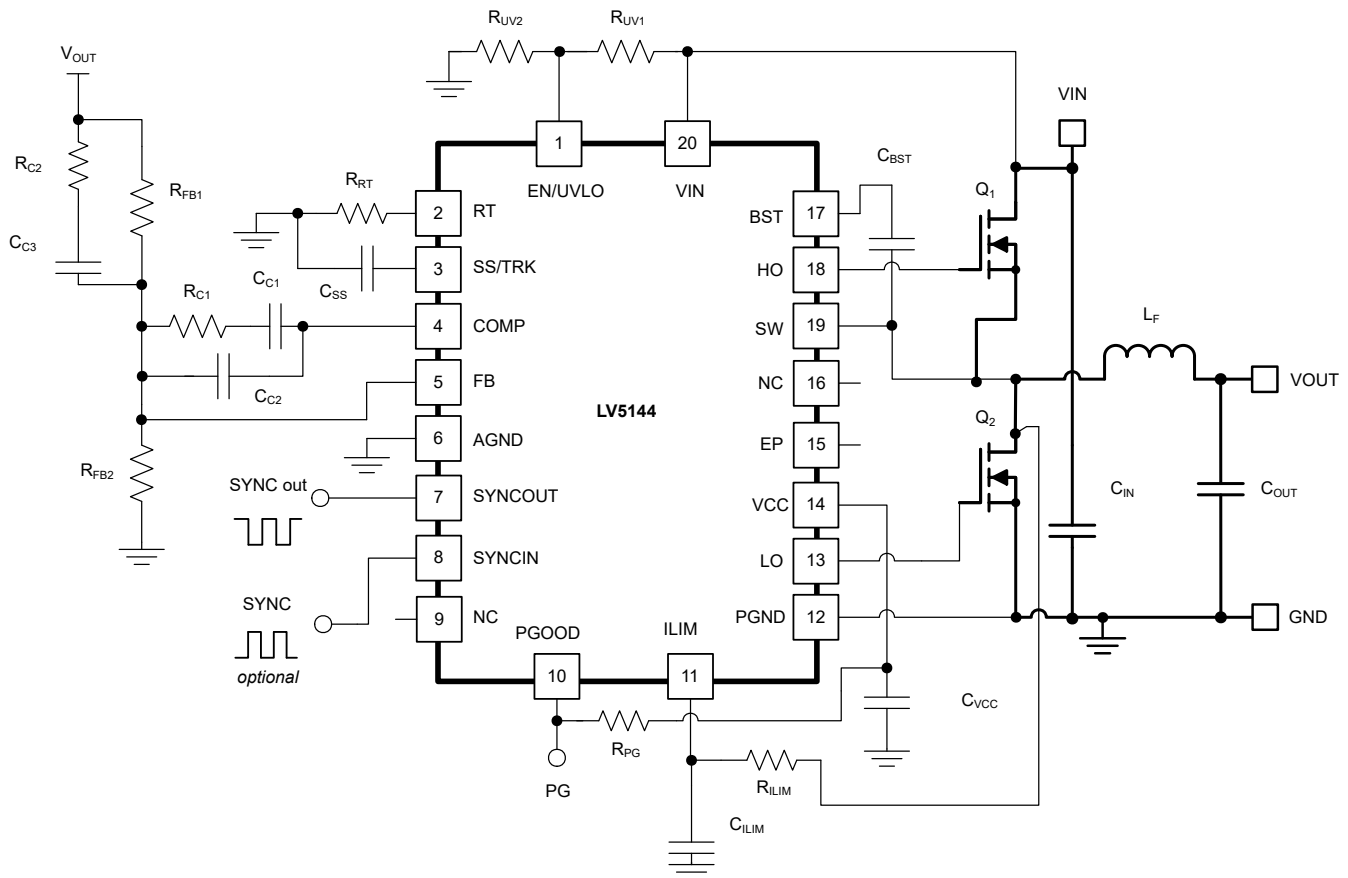 RUV2
RUV1
VOUT
VIN
1
20
CBST
RC2
RFB1
RRT
EN/UVLO
VIN
Q1
2
RT
BST
17
CC3
CSS
3
SS/TRK
HO
18
RC1
CC1
4
COMP
SW
19
LF
CC2
5
FB
LV5144
NC
16
VOUT
Q2
6
AGND
EP
15
RFB2
SYNC out
7
SYNCOUT
VCC
14
CIN
COUT
8
SYNCIN
LO
13
SYNC
optional
9
NC
PGOOD
ILIM
PGND
12
GND
10
11
CVCC
RPG
PG
RILIM
CILIM